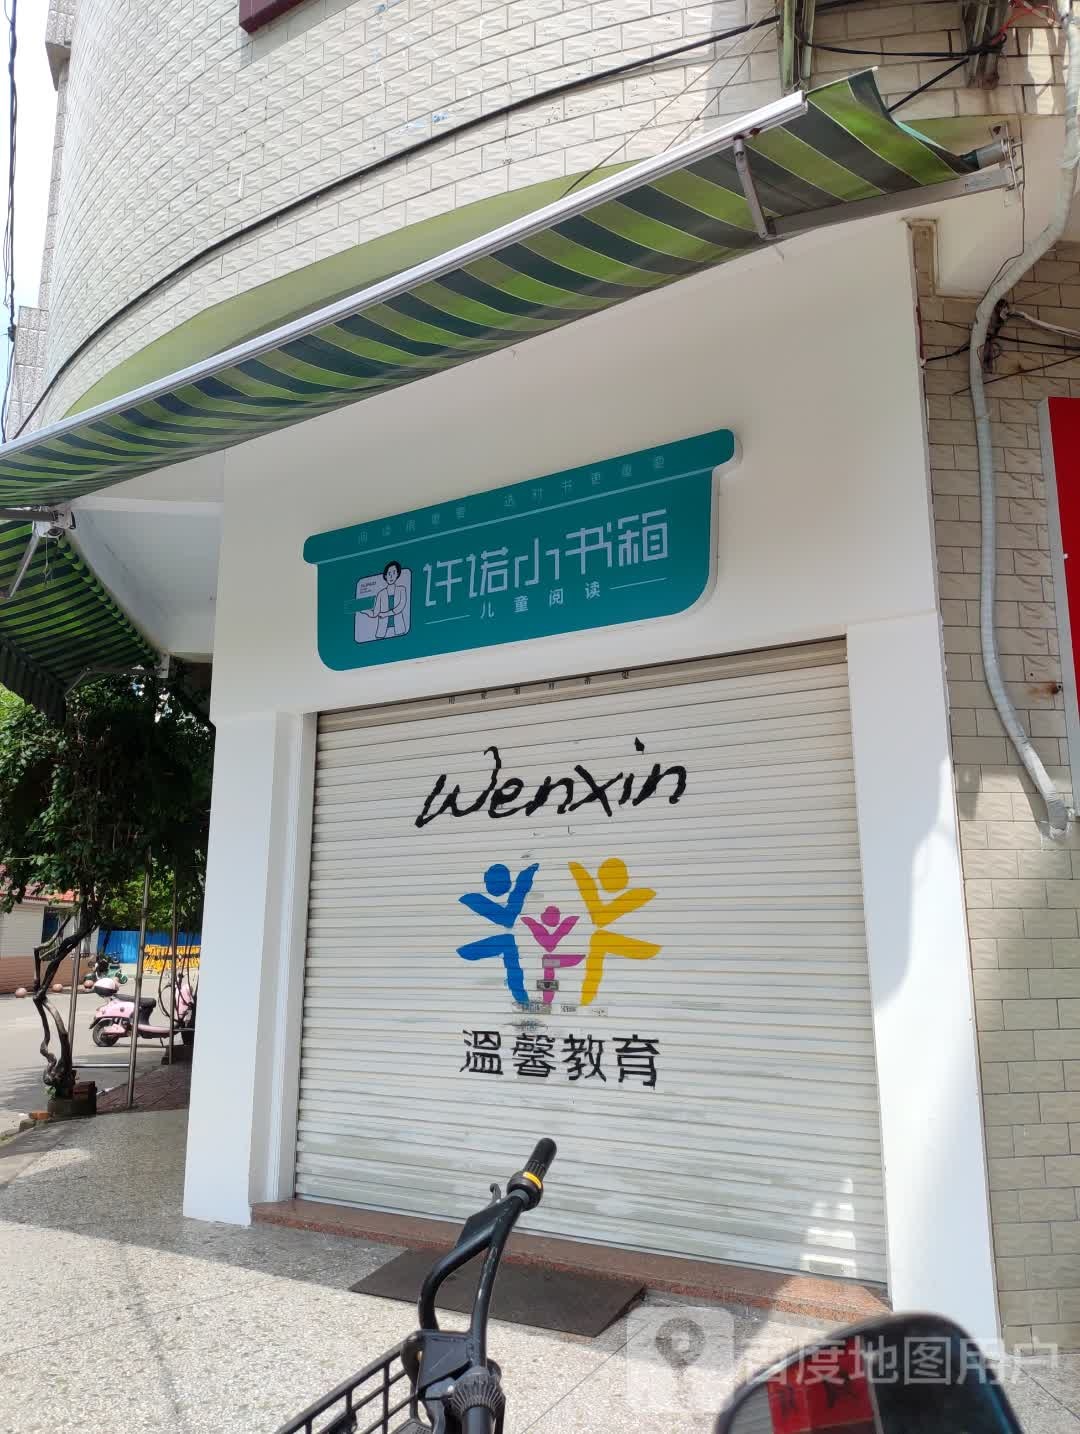 阅读很重要 选对书更重要
许诺小书箱
儿童阅读
Wenxin
温馨教育
百度地图用户